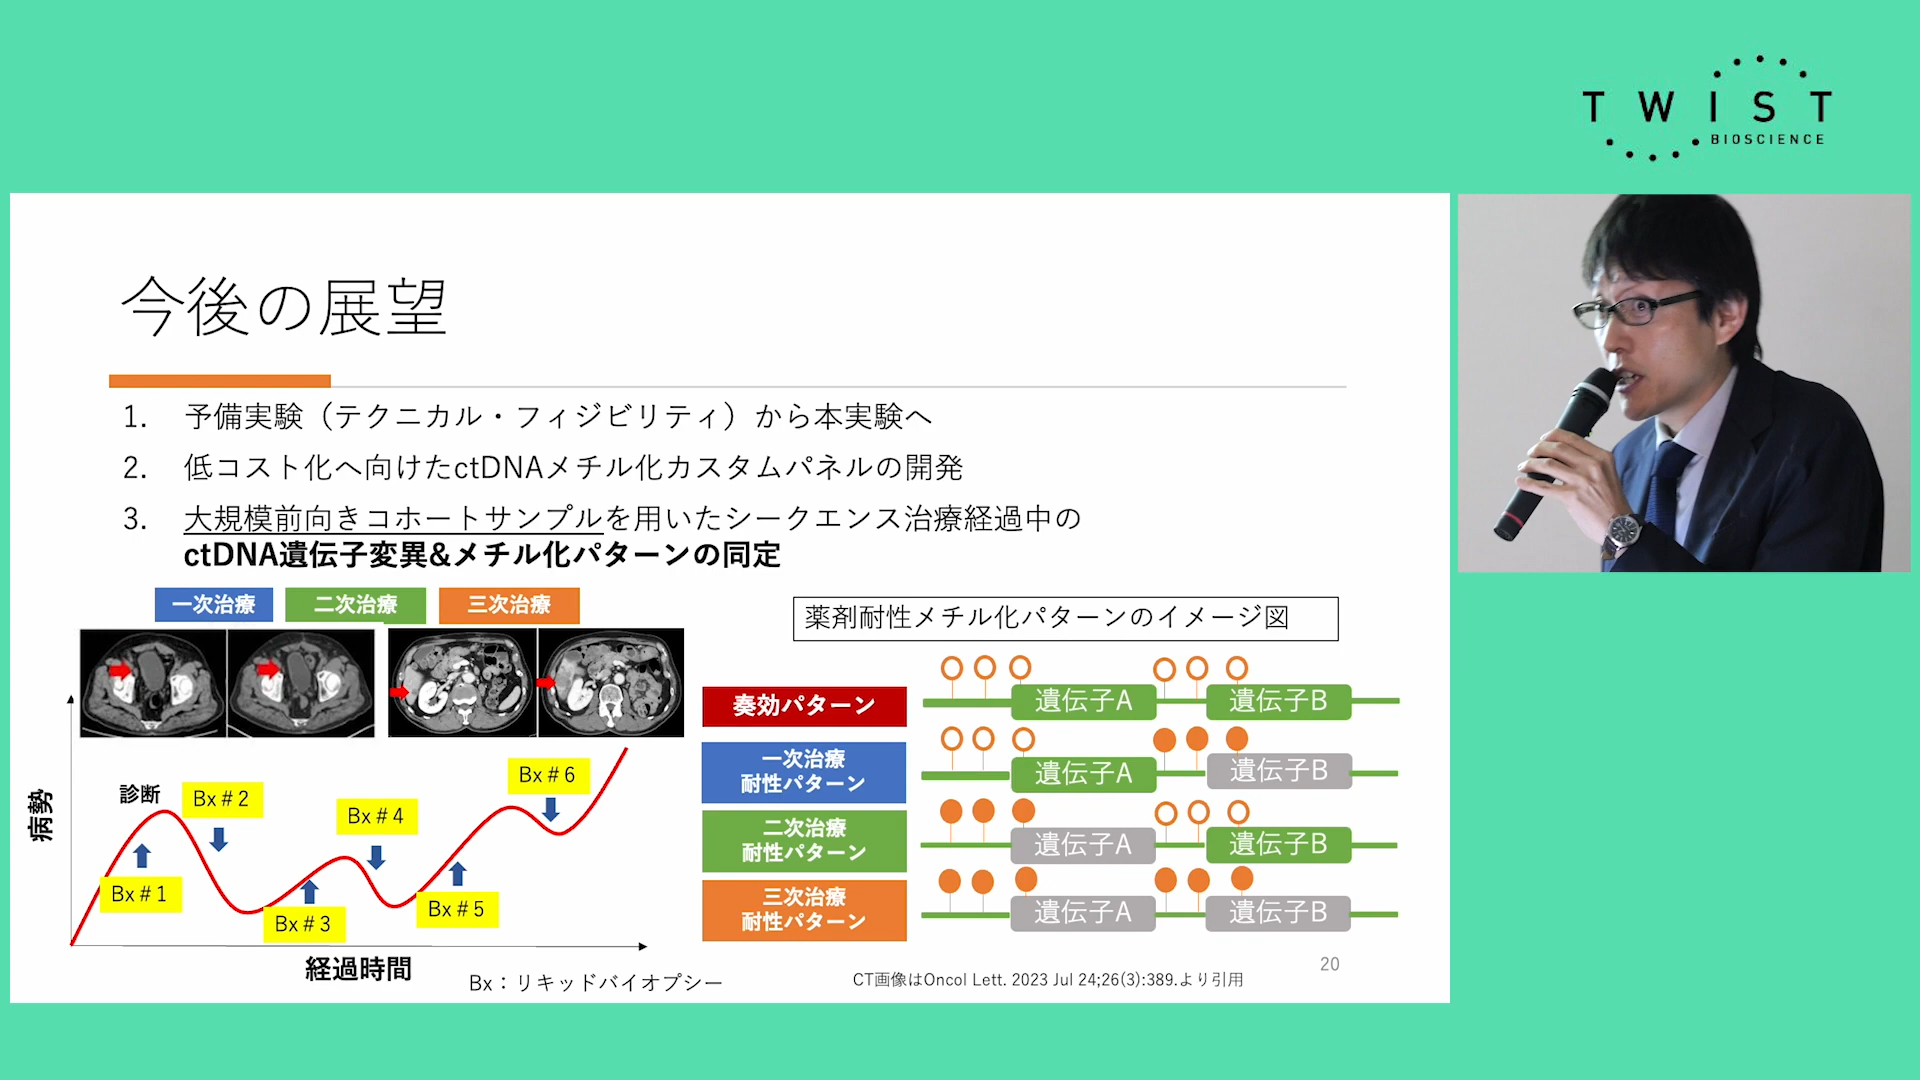 TWIST
BIOSCIENCE
今後の展望
1. 予備実験（テクニカル・フィジビリティ）から本実験へ
2. 低コスト化へ向けたctDNAメチル化カスタムパネルの開発
3. 大規模前向きコホートサンプルを用いたシークエンス治療経過中の
ctDNA遺伝子変異&メチル化パターンの同定
一次治療 二次治療 三次治療
病勢
診断
Bx＃1
Bx＃2
Bx＃3
Bx＃4
Bx＃5
Bx＃6
経過時間
Bx：リキッドバイオプシー
薬剤耐性メチル化パターンのイメージ図
奏効パターン
遺伝子A 遺伝子B
一次治療
耐性パターン
遺伝子A 遺伝子B
二次治療
耐性パターン
遺伝子A 遺伝子B
三次治療
耐性パターン
遺伝子A 遺伝子B
CT画像はOncol Lett. 2023 Jul 24;26(3):389.より引用
20